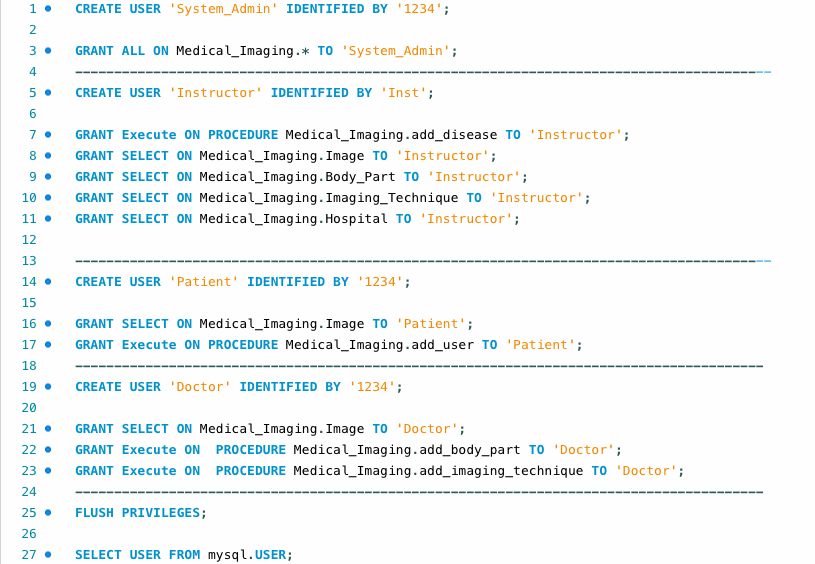 1 CREATE USER 'System_Admin' IDENTIFIED BY '1234';
2
3 GRANT ALL ON Medical_Imaging.* TO 'System_Admin';
4 -----------------------------------------------------------------------------------------
5 CREATE USER 'Instructor' IDENTIFIED BY 'Inst';
6
7 GRANT Execute ON PROCEDURE Medical_Imaging.add_disease TO 'Instructor';
8 GRANT SELECT ON Medical_Imaging.Image TO 'Instructor';
9 GRANT SELECT ON Medical_Imaging.Body_Part TO 'Instructor';
10 GRANT SELECT ON Medical_Imaging.Imaging_Technique TO 'Instructor';
11 GRANT SELECT ON Medical_Imaging.Hospital TO 'Instructor';
12
13 -----------------------------------------------------------------------------------------
14 CREATE USER 'Patient' IDENTIFIED BY '1234';
15
16 GRANT SELECT ON Medical_Imaging.Image TO 'Patient';
17 GRANT Execute ON PROCEDURE Medical_Imaging.add_user TO 'Patient';
18 ----------------------------------------------------------------------------------------
19 CREATE USER 'Doctor' IDENTIFIED BY '1234';
20
21 GRANT SELECT ON Medical_Imaging.Image TO 'Doctor';
22 GRANT Execute ON  PROCEDURE Medical_Imaging.add_body_part TO 'Doctor';
23 GRANT Execute ON  PROCEDURE Medical_Imaging.add_imaging_technique TO 'Doctor';
24 ----------------------------------------------------------------------------------------
25 FLUSH PRIVILEGES;
26
27 SELECT USER FROM mysql.USER;